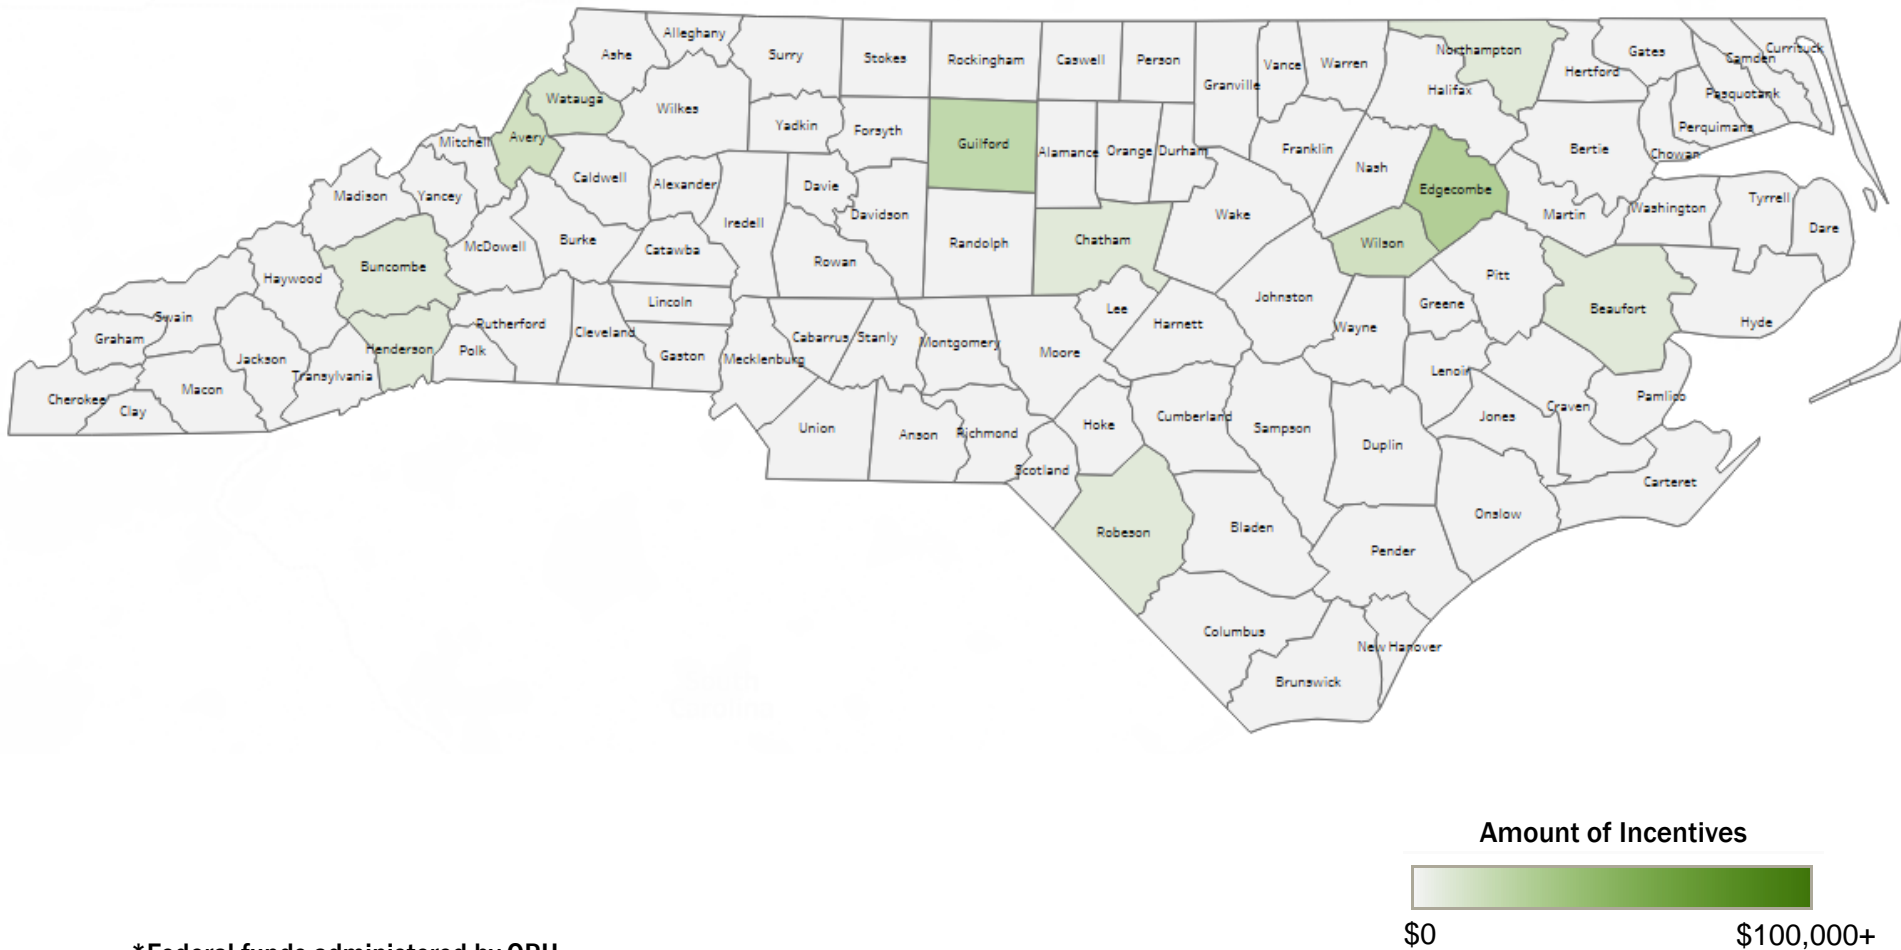 Alleghany
Ashe
Surry
Stokes
Rockingham
Caswell
Person
Granville
Vance
Warren
Northampton
Halifax
Hertford
Gates
Camden
Currituck
Pasquotank
Perquimans
Chowan
Watauga
Wilkes
Yadkin
Forsyth
Guilford
Alamance
Orange
Durham
Franklin
Nash
Edgecombe
Bertie
Mitchell
Avery
Caldwell
Alexander
Davie
Iredell
Davidson
Randolph
Chatham
Wake
Wilson
Martin
Washington
Tyrrell
Dare
Madison
Yancey
McDowell
Burke
Catawba
Rowan
Buncombe
Haywood
Swain
Graham
Cherokee
Clay
Macon
Jackson
Transylvania
Henderson
Polk
Rutherford
Cleveland
Lincoln
Gaston
Mecklenburg
Cabarrus
Stanly
Montgomery
Moore
Lee
Harnett
Johnston
Wayne
Greene
Pitt
Beaufort
Hyde
Union
Anson
Richmond
Scotland
Hoke
Cumberland
Sampson
Duplin
Lenoir
Jones
Craven
Pamlico
Carteret
Onslow
Robeson
Bladen
Pender
Columbus
Brunswick
New Hanover
Amount of Incentives
$0
$100,000+
*Federal funds administered by ORH